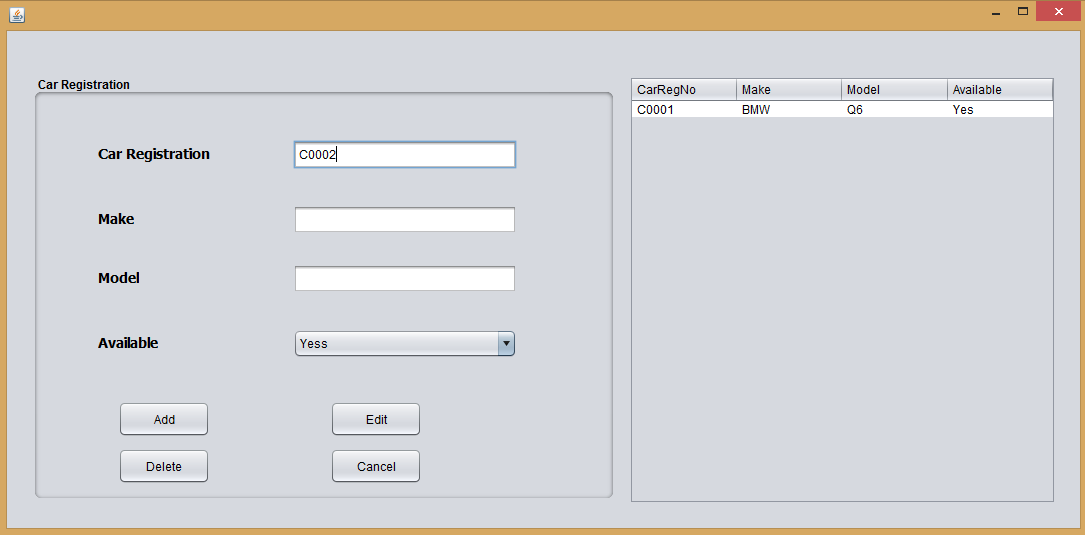 Car Registration
Car Registration C0002
Make
Model
Available Yess
Add Edit
Delete Cancel
CarRegNo Make Model Available
C0001 BMW Q6 Yes